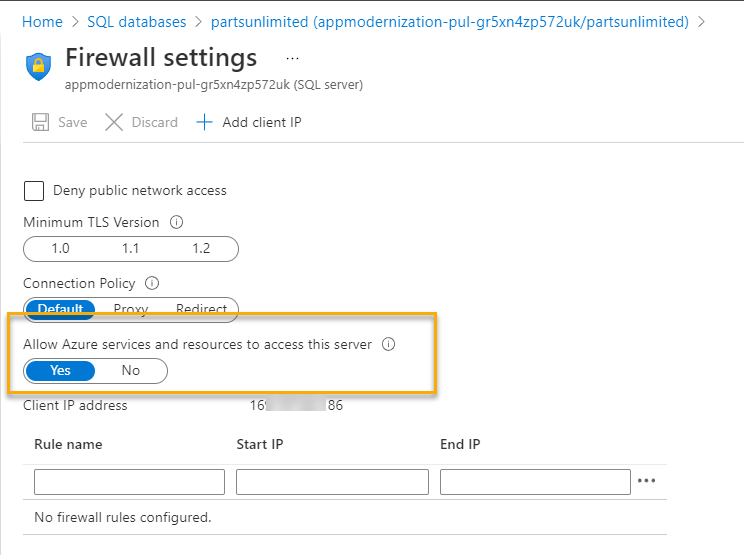 Home > SQL databases > partsunlimited (appmodernization-pul-gr5xn4zp572uk/partsunlimited) >
Firewall settings ...
appmodernization-pul-gr5xn4zp572uk (SQL server)
Save Discard Add client IP
Deny public network access
Minimum TLS Version
1.0 1.1 1.2
Connection Policy
Default Proxy Redirect
Allow Azure services and resources to access this server
Yes No
Client IP address 86
Rule name Start IP End IP
No firewall rules configured.